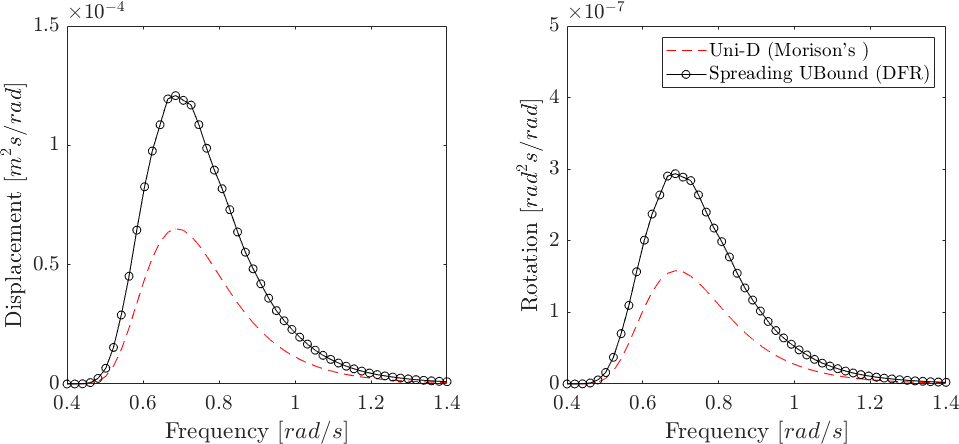 ×10⁻⁴
1.5
1
0.5
0
Displacement [m²s/rad]
0.4 0.6 0.8 1 1.2 1.4
Frequency [rad/s]
×10⁻⁷
5
4
3
2
1
0
Rotation [rad²s/rad]
Uni-D (Morison's )
Spreading UBound (DFR)
0.4 0.6 0.8 1 1.2 1.4
Frequency [rad/s]